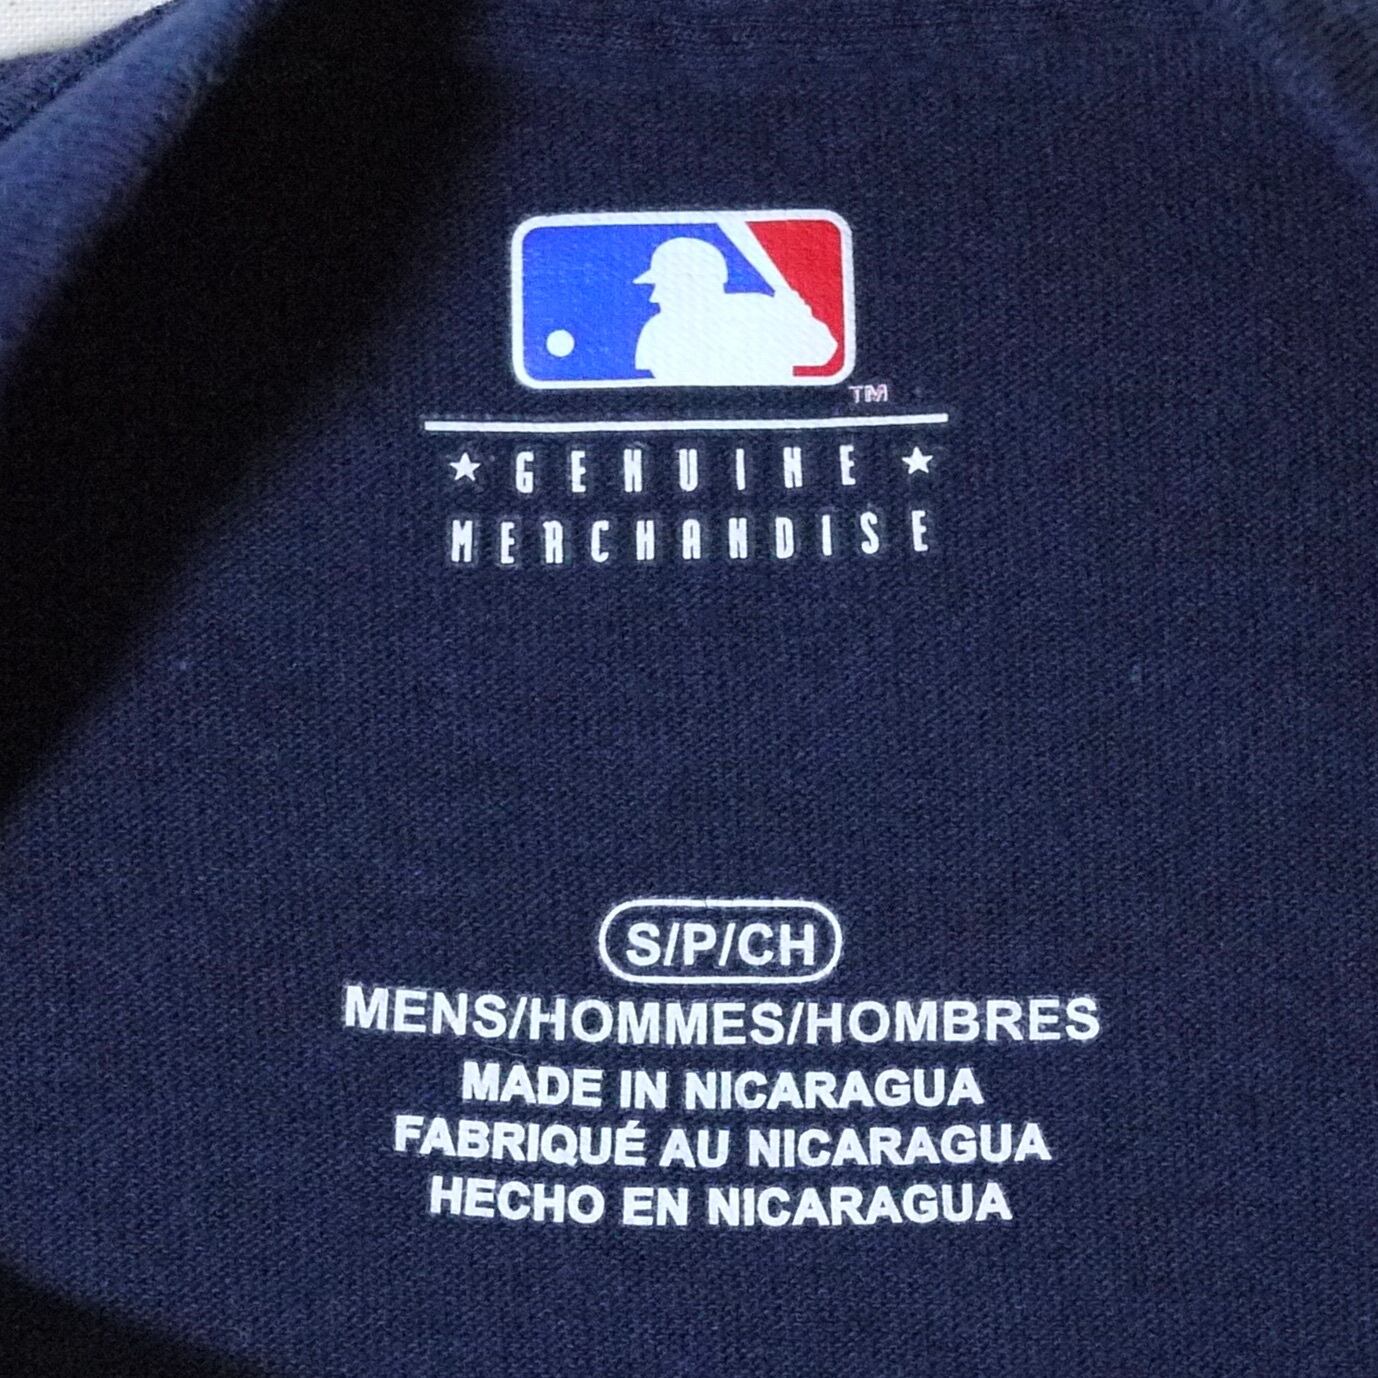 TM
★ GENUINE ★
MERCHANDISE
S/P/CH
MENS/HOMMES/HOMBRES
MADE IN NICARAGUA
FABRIQUÉ AU NICARAGUA
HECHO EN NICARAGUA